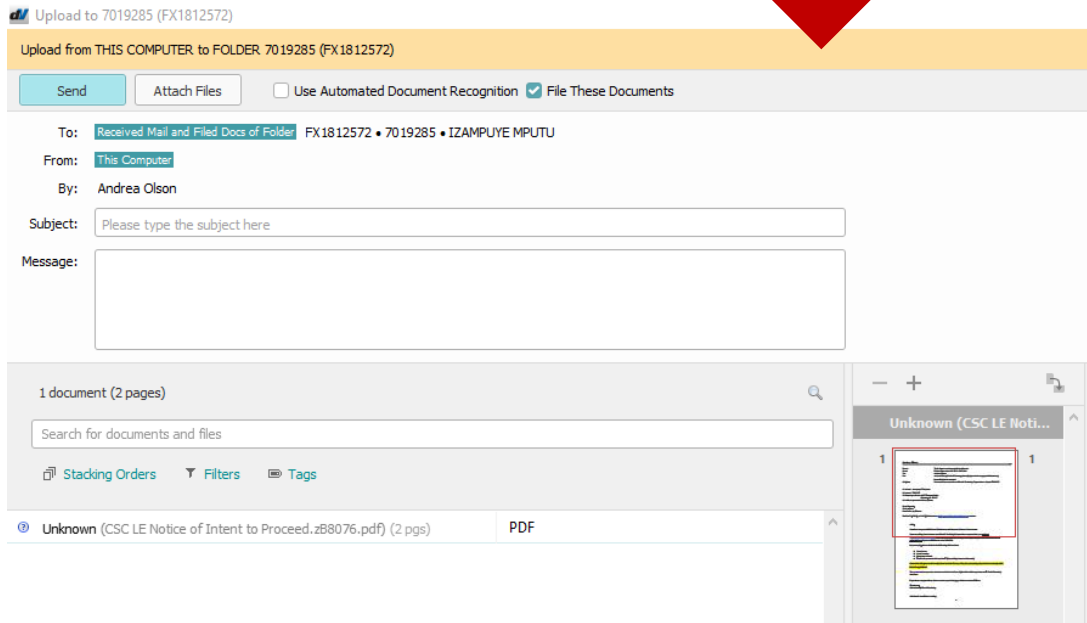 dV Upload to 7019285 (FX1812572)
Upload from THIS COMPUTER to FOLDER 7019285 (FX1812572)
Send Attach Files Use Automated Document Recognition File These Documents
To: Received Mail and Filed Docs of Folder FX1812572 • 7019285 • IZAMPUYE MPUTU
From: This Computer
By: Andrea Olson
Subject: Please type the subject here
Message:
1 document (2 pages)
Search for documents and files
Stacking Orders Filters Tags
Unknown (CSC LE Notice of Intent to Proceed.zB8076.pdf) (2 pgs) PDF
Unknown (CSC LE Noti...
1 1